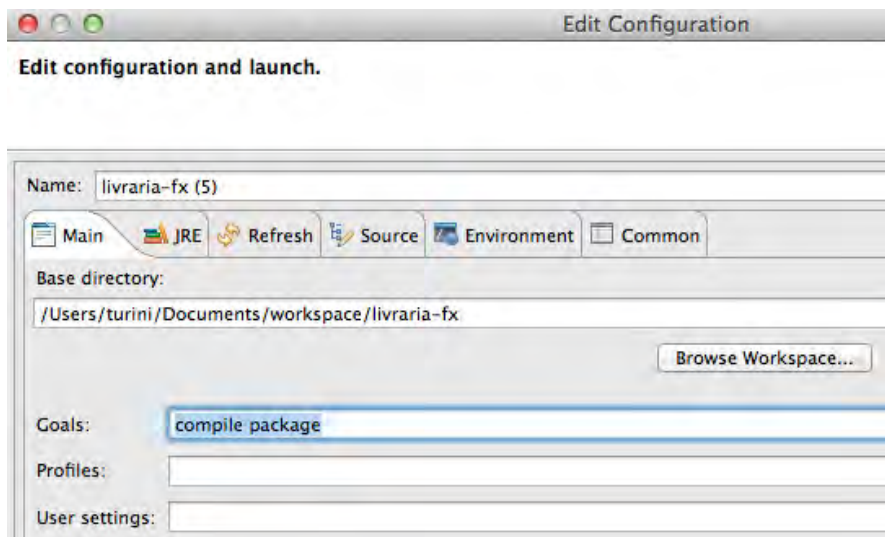 Edit Configuration
Edit configuration and launch.
Name: livraria-fx (5)
Main JRE Refresh Source Environment Common
Base directory:
/Users/turini/Documents/workspace/livraria-fx
Browse Workspace...
Goals: compile package
Profiles:
User settings: